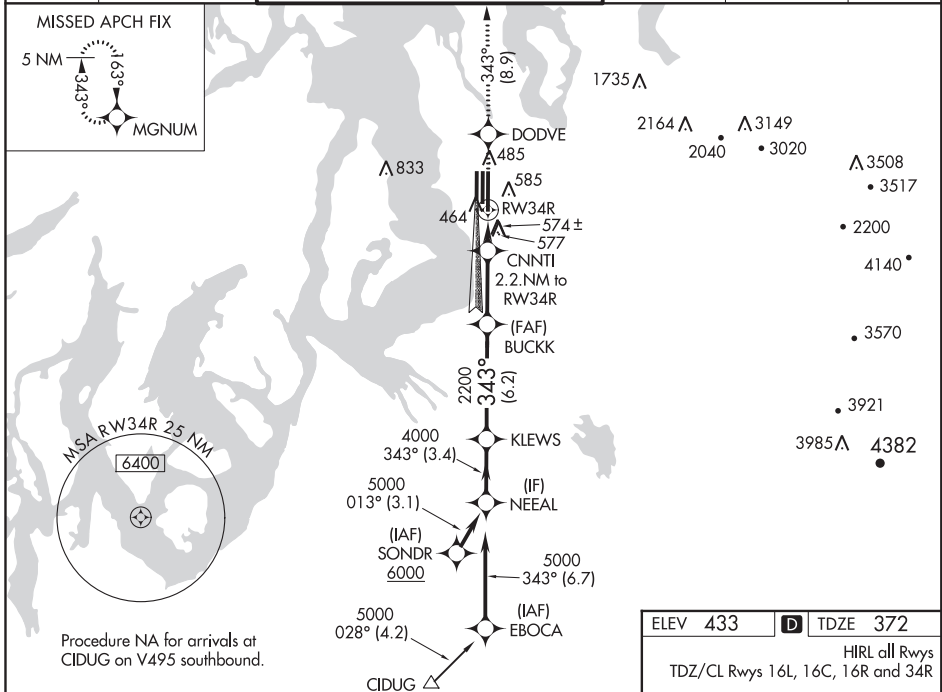 MISSED APCH FIX
5 NM
343°
163°
MGNUM
343°
(8.9)
1735
DODVE
2164
3149
2040
3020
485
833
3508
585
3517
464
RW34R
574 ±
577
2200
CNNTI
2.2.NM to
RW34R
4140
(FAF)
BUCKK
3570
2200
343°
(6.2)
3921
MSA RW34R 25 NM
6400
4000
343° (3.4)
KLEWS
3985
4382
5000
013° (3.1)
(IF)
NEEAL
(IAF)
SONDR
6000
5000
343° (6.7)
5000
028° (4.2)
(IAF)
EBOCA
Procedure NA for arrivals at
CIDUG on V495 southbound.
CIDUG
ELEV 433 D TDZE 372
HIRL all Rwys
TDZ/CL Rwys 16L, 16C, 16R and 34R